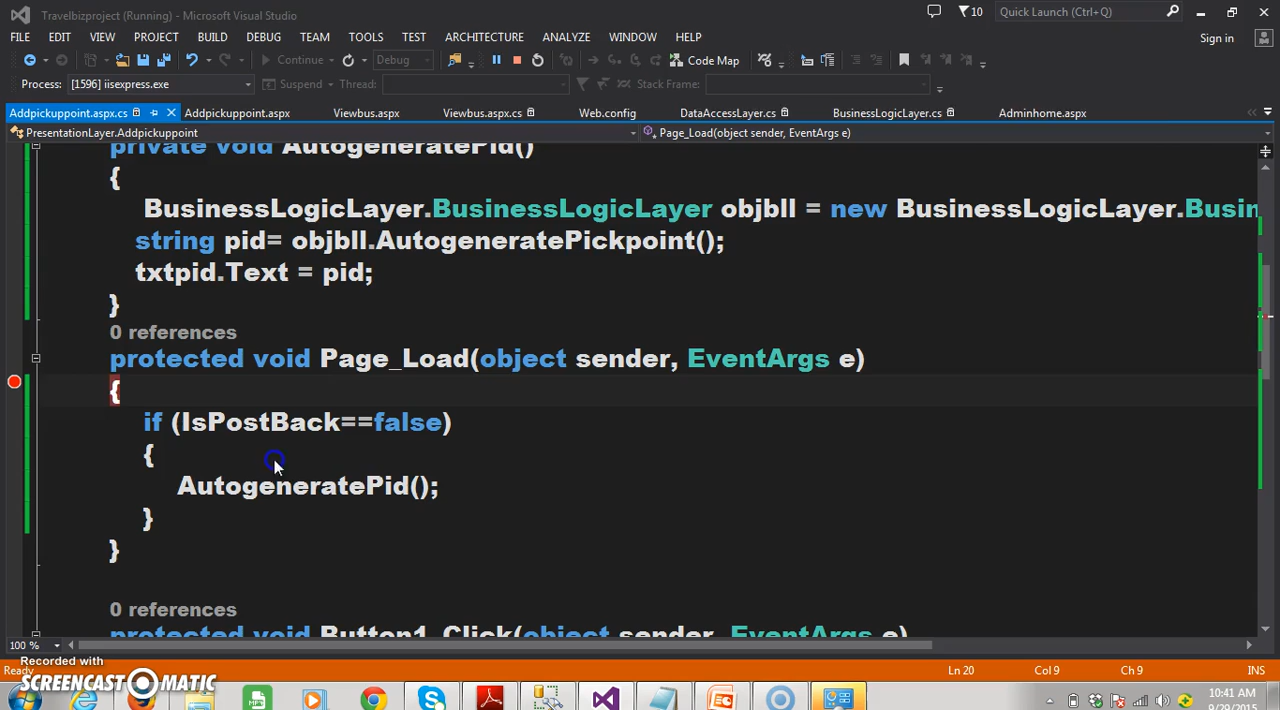 Travelbizproject (Running) - Microsoft Visual Studio
10
Quick Launch (Ctrl+Q)
FILE EDIT VIEW PROJECT BUILD DEBUG TEAM TOOLS TEST ARCHITECTURE ANALYZE WINDOW HELP
Sign in
Continue Debug Code Map
Process: [1596] iisexpress.exe Suspend Thread: Stack Frame:
Addpickuppoint.aspx.cs Addpickuppoint.aspx Viewbus.aspx Viewbus.aspx.cs Web.config DataAccessLayer.cs BusinessLogicLayer.cs Adminhome.aspx
PresentationLayer.Addpickuppoint Page_Load(object sender, EventArgs e)
private void AutogeneratePid()
{
BusinessLogicLayer.BusinessLogicLayer objbll = new BusinessLogicLayer.Busin
string pid= objbll.AutogeneratePickpoint();
txtpid.Text = pid;
}
0 references
protected void Page_Load(object sender, EventArgs e)
{
if (IsPostBack==false)
{
AutogeneratePid();
}
}
0 references
protected void Button1_Click(object sender, EventArgs e)
100 %
Ready Ln 20 Col 9 Ch 9 INS
Recorded with
SCREENCAST MATIC
10:41 AM
9/29/2015